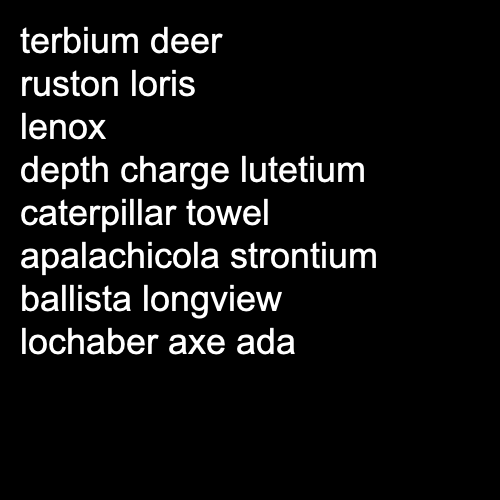 terbium deer
ruston loris
lenox
depth charge lutetium
caterpillar towel
apalachicola strontium
ballista longview
lochaber axe ada